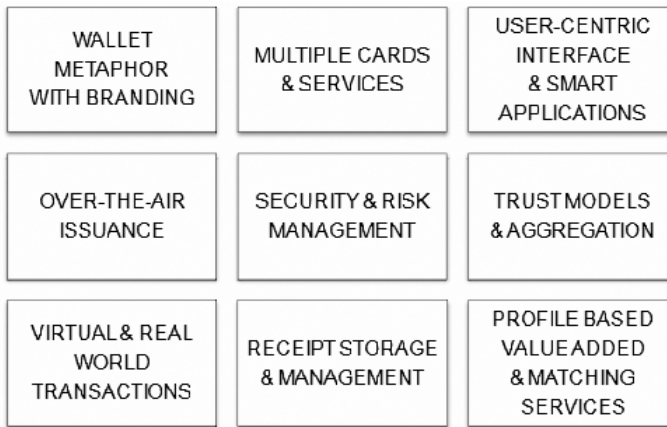 WALLET
METAPHOR
WITH BRANDING
MULTIPLE CARDS
& SERVICES
USER-CENTRIC
INTERFACE
& SMART
APPLICATIONS
OVER-THE-AIR
ISSUANCE
SECURITY & RISK
MANAGEMENT
TRUST MODELS
& AGGREGATION
VIRTUAL & REAL
WORLD
TRANSACTIONS
RECEIPT STORAGE
& MANAGEMENT
PROFILE BASED
VALUE ADDED
& MATCHING
SERVICES